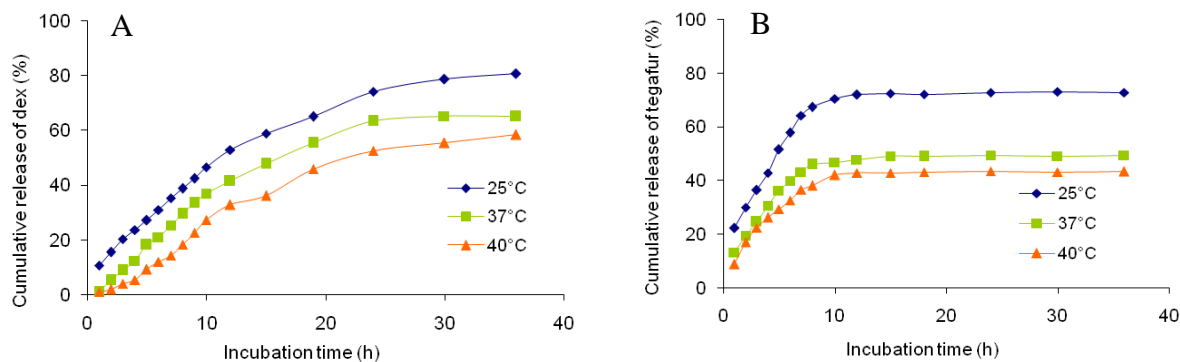 A
Cumulative release of dex (%)
100
80
60
40
20
0
0
10
20
30
40
Incubation time (h)
25°C
37°C
40°C
B
Cumulative release of tegafur (%)
100
80
60
40
20
0
0
10
20
30
40
Incubation time (h)
25°C
37°C
40°C